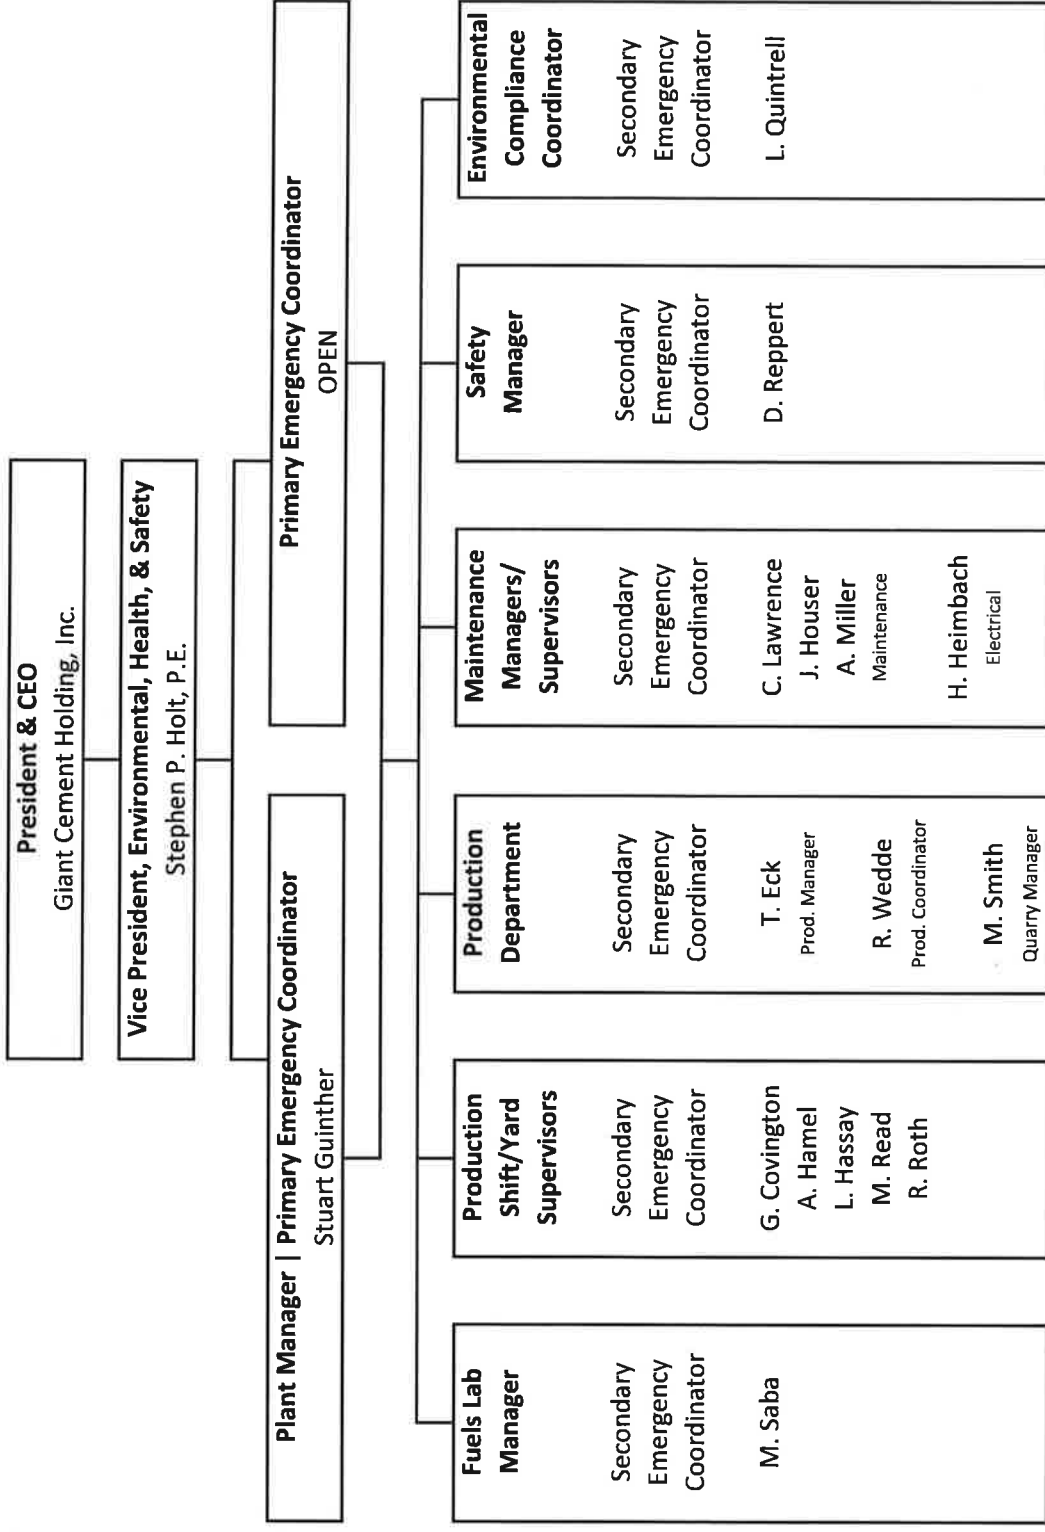 President & CEO
Giant Cement Holding, Inc.
Vice President, Environmental, Health, & Safety
Stephen P. Holt, P.E.
Plant Manager | Primary Emergency Coordinator
Stuart Guinther
Primary Emergency Coordinator
OPEN
Fuels Lab
Manager
Secondary
Emergency
Coordinator
M. Saba
Production
Shift/Yard
Supervisors
Secondary
Emergency
Coordinator
G. Covington
A. Hamel
L. Hassay
M. Read
R. Roth
Production
Department
Secondary
Emergency
Coordinator
T. Eck
Prod. Manager
R. Wedde
Prod. Coordinator
M. Smith
Quarry Manager
Maintenance
Managers/
Supervisors
Secondary
Emergency
Coordinator
C. Lawrence
J. Houser
A. Miller
Maintenance
H. Heimbach
Electrical
Safety
Manager
Secondary
Emergency
Coordinator
D. Reppert
Environmental
Compliance
Coordinator
Secondary
Emergency
Coordinator
L. Quintrell